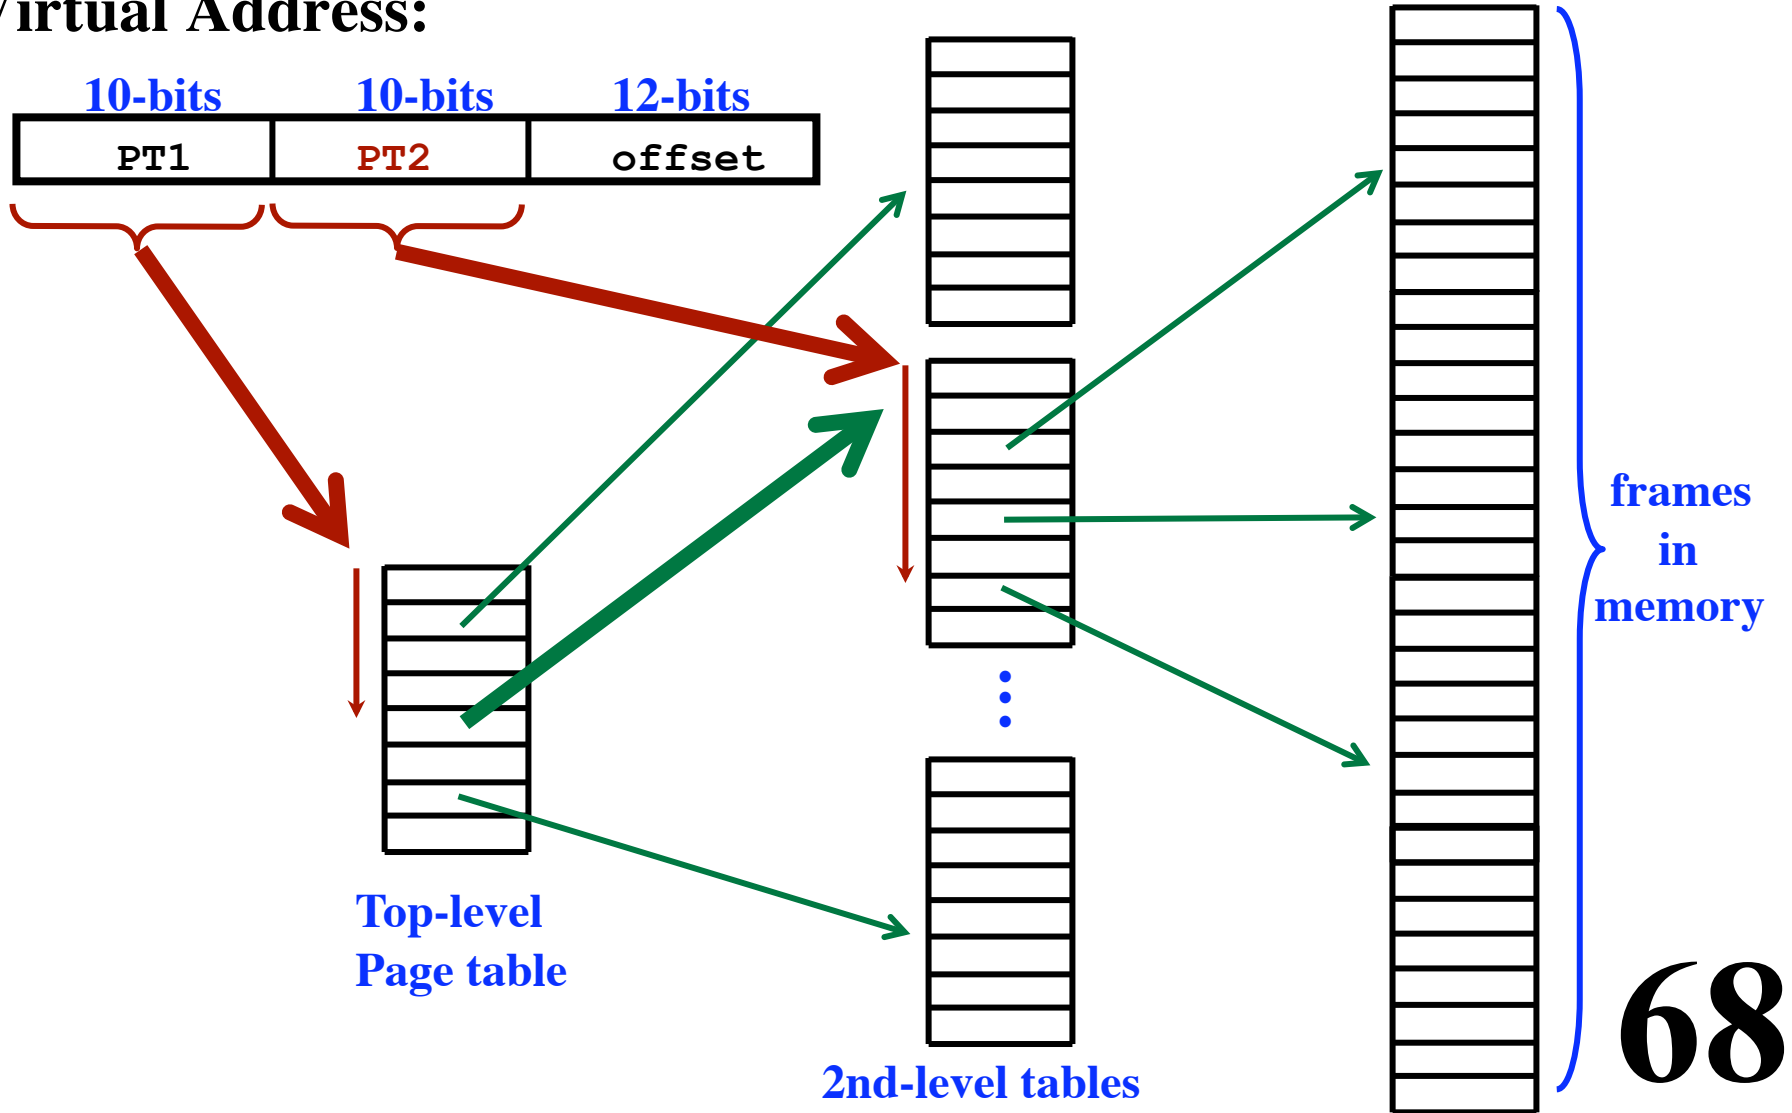 Virtual Address:
10-bits 10-bits 12-bits
PT1 PT2 offset
frames
in
memory
Top-level
Page table
2nd-level tables
68